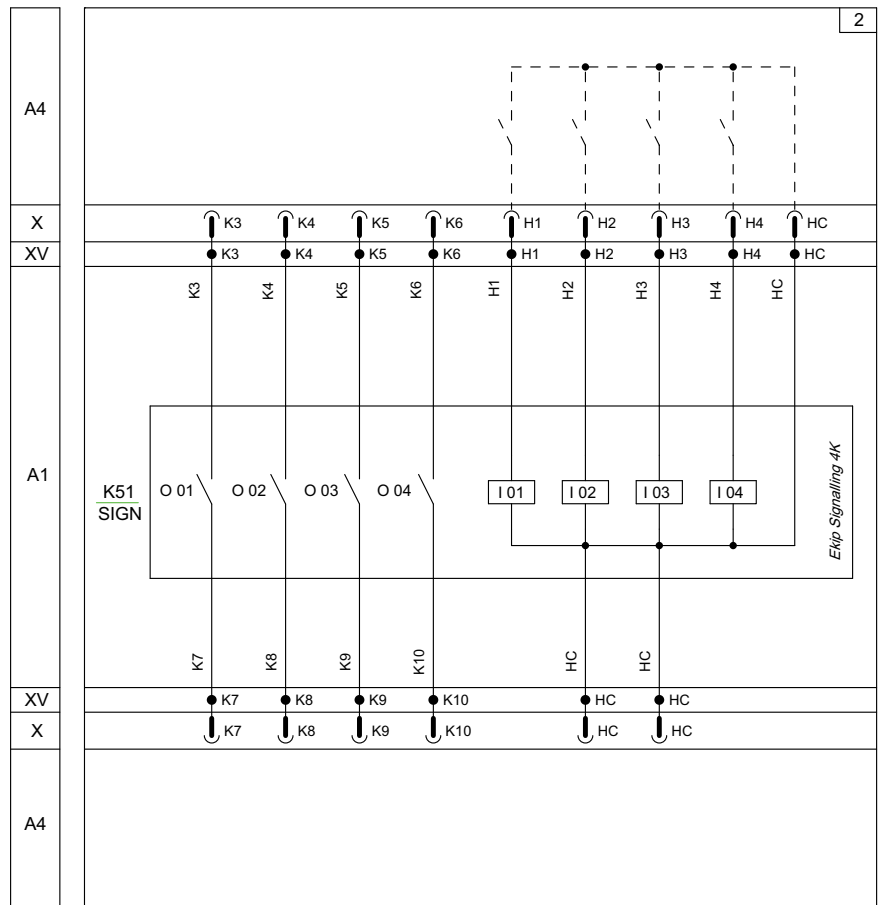 2
A4
X K3 K4 K5 K6 H1 H2 H3 H4 HC
XV K3 K4 K5 K6 H1 H2 H3 H4 HC
K3 K4 K5 K6 H1 H2 H3 H4 HC
A1
K51
SIGN
O 01 O 02 O 03 O 04 I 01 I 02 I 03 I 04
Ekip Signalling 4K
K7 K8 K9 K10 HC HC
XV K7 K8 K9 K10 HC HC
X K7 K8 K9 K10 HC HC
A4